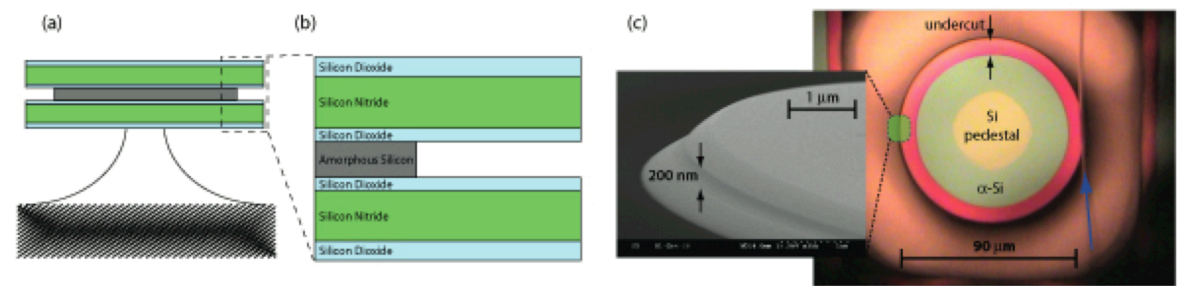 (a)
(b)
Silicon Dioxide
Silicon Nitride
Silicon Dioxide
Amorphous Silicon
Silicon Dioxide
Silicon Nitride
Silicon Dioxide
(c)
undercut
1 μm
200 nm
Si
pedestal
α-Si
90 μm